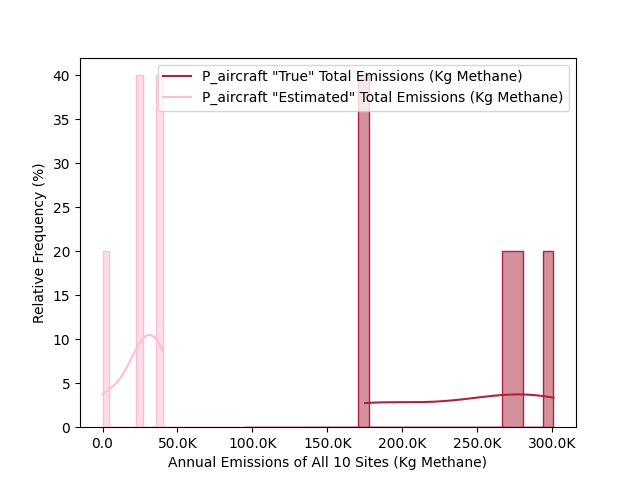 P_aircraft "True" Total Emissions (Kg Methane)
P_aircraft "Estimated" Total Emissions (Kg Methane)
Relative Frequency (%)
40
35
30
25
20
15
10
5
0
0.0 50.0K 100.0K 150.0K 200.0K 250.0K 300.0K
Annual Emissions of All 10 Sites (Kg Methane)